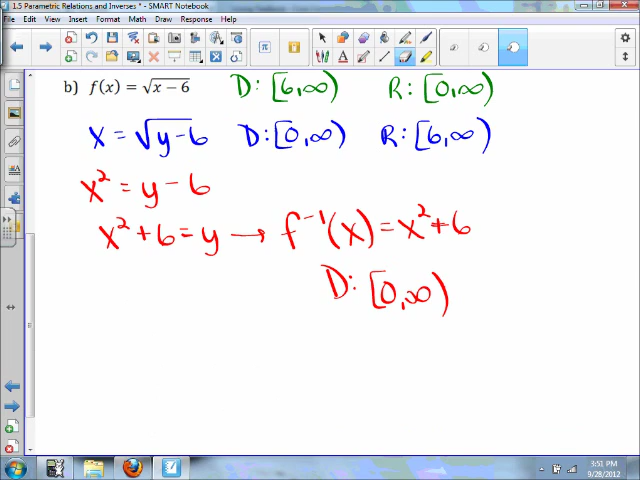 1.5 Parametric Relations and Inverses * - SMART Notebook
File Edit View Insert Format Tools Math Draw Response Help
b) f(x) = √x − 6 D: [6,∞) R: [0,∞)
x = √y-6 D: [0,∞) R: [6,∞)
x² = y - 6
x² + 6 = y → f⁻¹(x) = x² + 6
D: [0,∞)
3:51 PM
9/28/2012